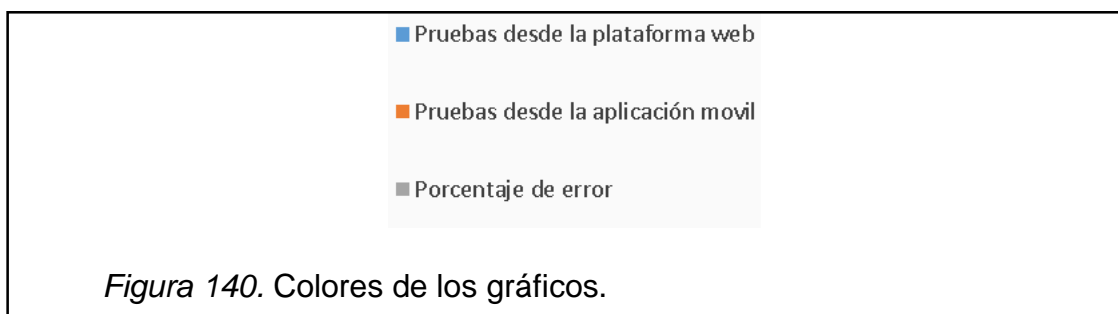 Pruebas desde la plataforma web
Pruebas desde la aplicación movil
Porcentaje de error
Figura 140. Colores de los gráficos.